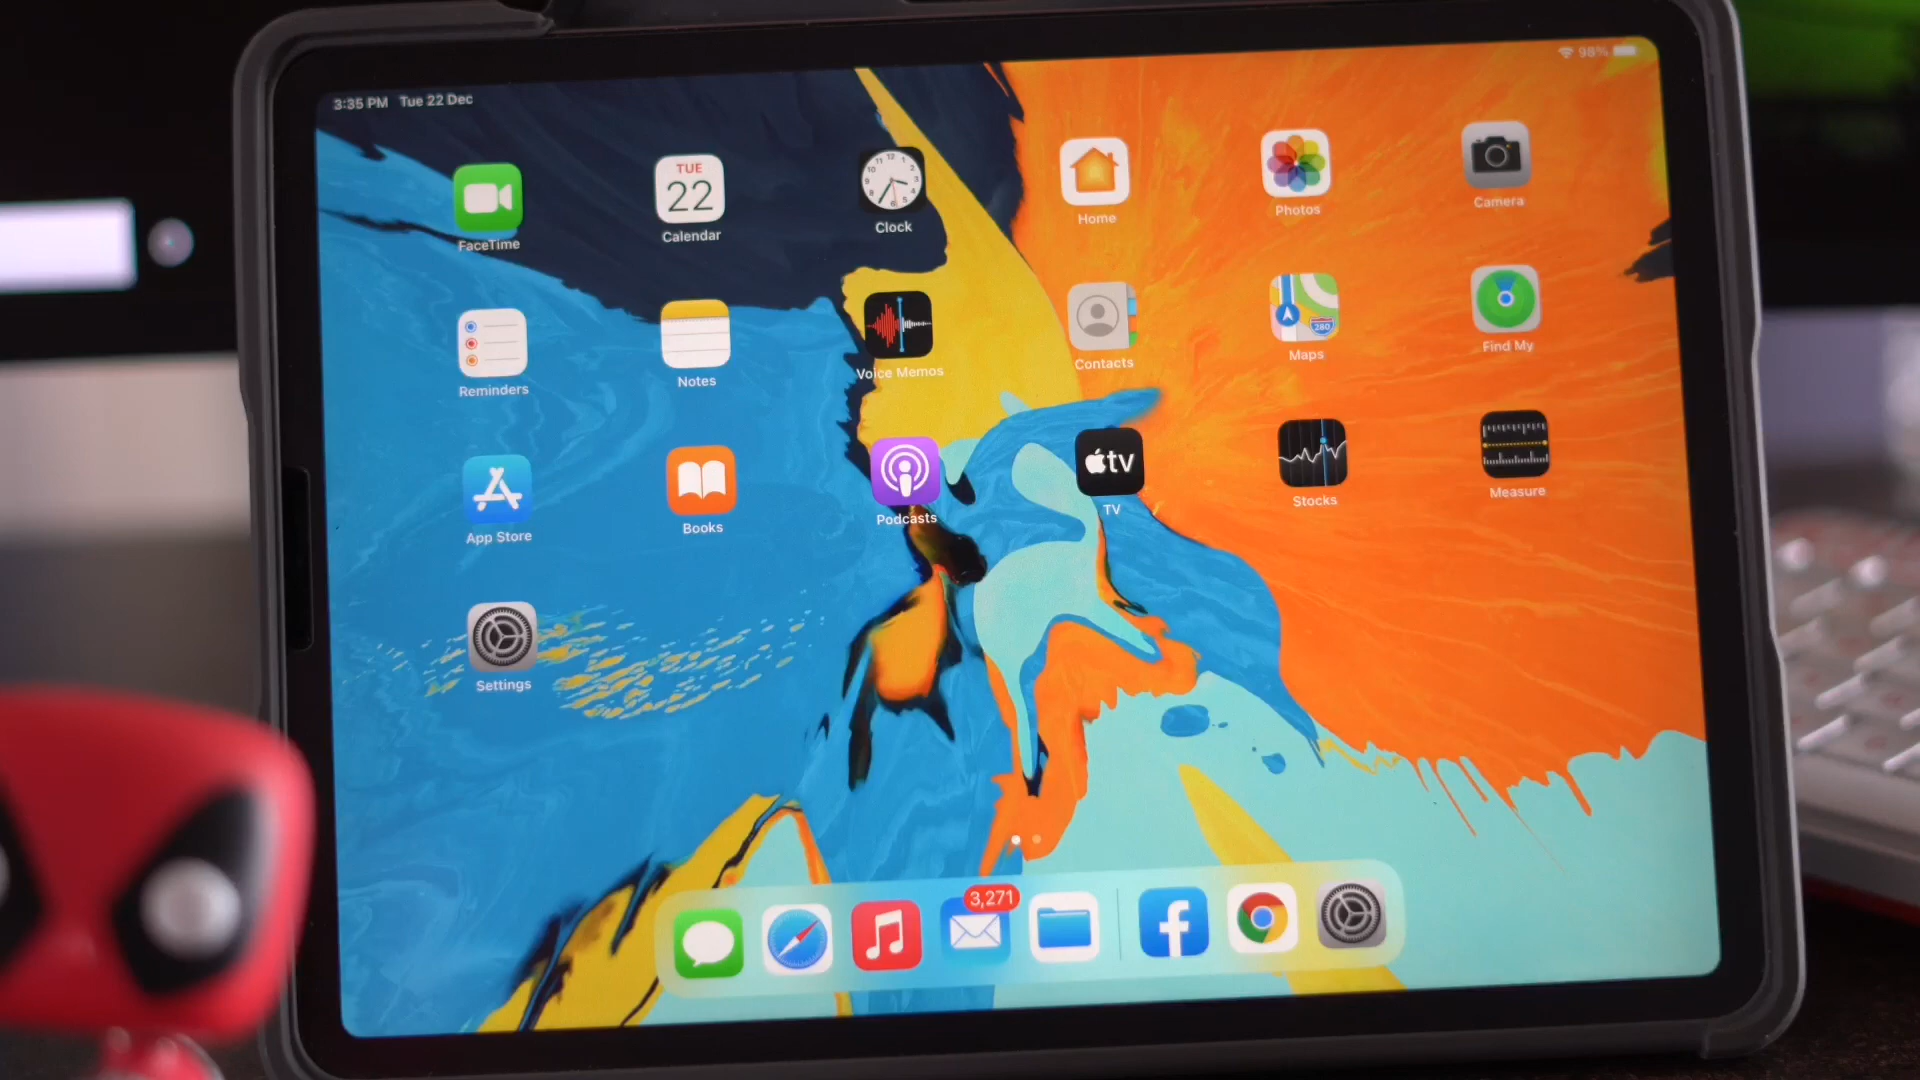 3:35 PM Tue 22 Dec
98%
TUE
22
FaceTime
Calendar
Clock
Home
Photos
Camera
280
Reminders
Notes
Voice Memos
Contacts
Maps
Find My
tv
App Store
Books
Podcasts
TV
Stocks
Measure
Settings
3,271